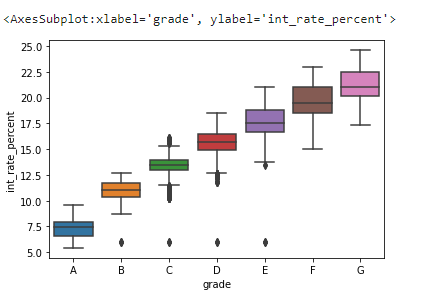 <AxesSubplot:xlabel='grade', ylabel='int_rate_percent'>
25.0
22.5
20.0
17.5
15.0
12.5
10.0
7.5
5.0
int_rate_percent
A B C D E F G
grade